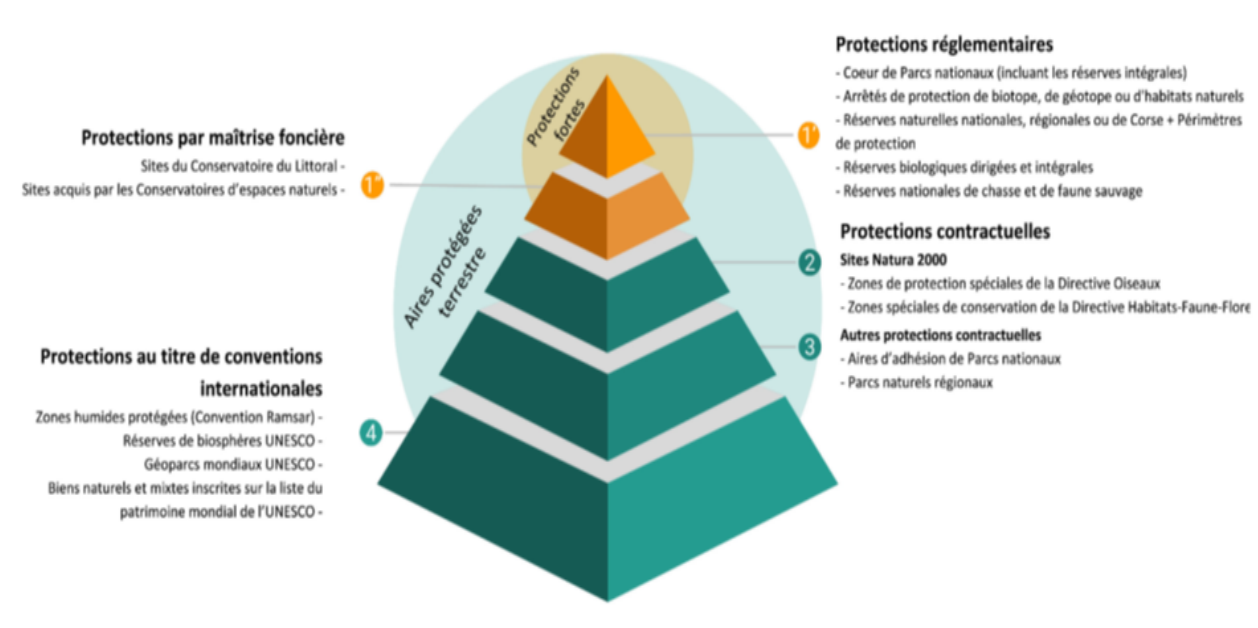 Protections réglementaires
- Coeur de Parcs nationaux (incluant les réserves intégrales)
- Arrêtés de protection de biotope, de géotope ou d'habitats naturels
- Réserves naturelles nationales, régionales ou de Corse + Périmètres
de protection
- Réserves biologiques dirigées et intégrales
- Réserves nationales de chasse et de faune sauvage
1'
Protections
fortes
Protections par maîtrise foncière
Sites du Conservatoire du Littoral -
Sites acquis par les Conservatoires d'espaces naturels -
1"
Aires protégées
terrestre
Protections contractuelles
2
Sites Natura 2000
- Zones de protection spéciales de la Directive Oiseaux
- Zones spéciales de conservation de la Directive Habitats-Faune-Flore
3
Autres protections contractuelles
- Aires d'adhésion de Parcs nationaux
- Parcs naturels régionaux
Protections au titre de conventions
internationales
Zones humides protégées (Convention Ramsar) -
4
Réserves de biosphères UNESCO -
Géoparcs mondiaux UNESCO -
Biens naturels et mixtes inscrites sur la liste du
patrimoine mondial de l'UNESCO -